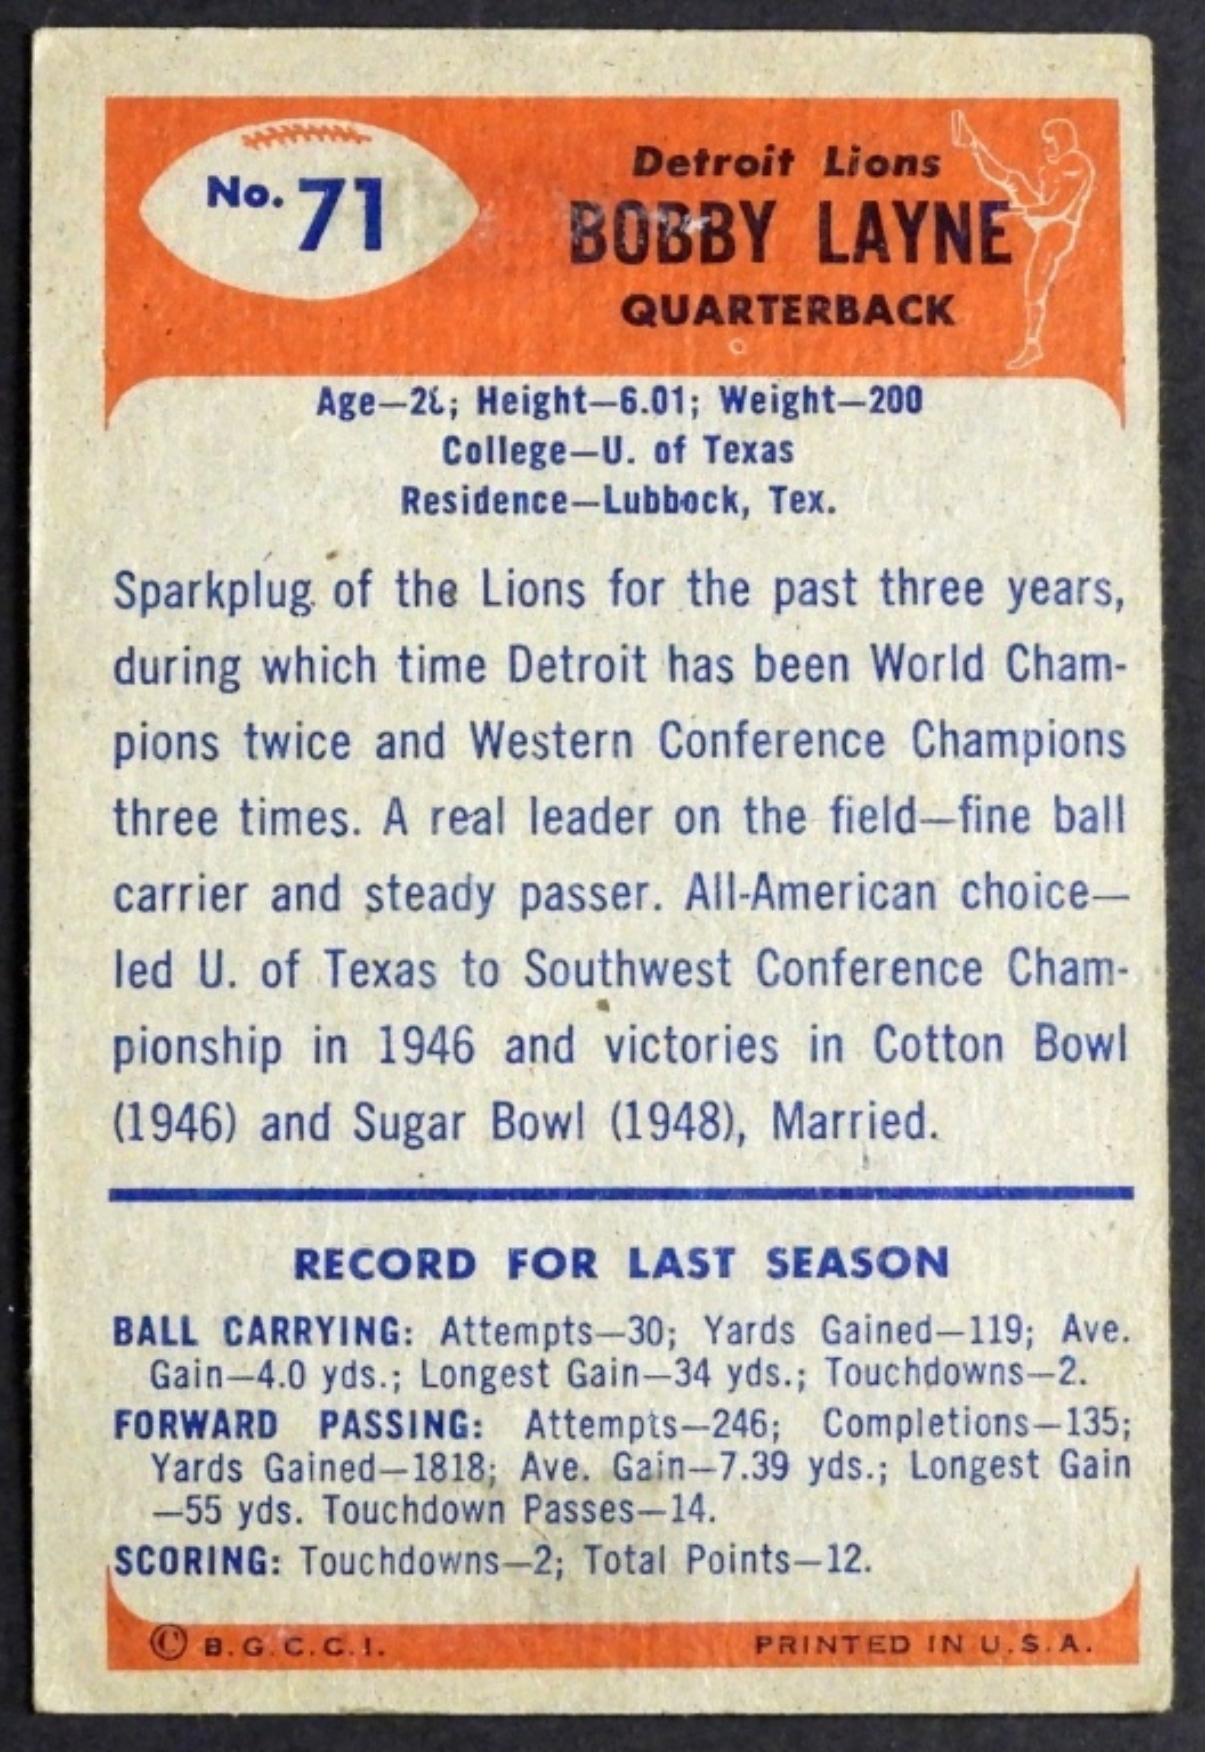 No. 71
Detroit Lions
BOBBY LAYNE
QUARTERBACK
Height—6.01; Weight—200
College—U. of Texas
Residence—Lubbock, Tex.
Sparkplug of the Lions for the past three years,
during which time Detroit has been World Cham-
pions twice and Western Conference Champions
three times. A real leader on the field—fine ball
carrier and steady passer. All-American choice—
led U. of Texas to Southwest Conference Cham-
pionship in 1946 and victories in Cotton Bowl
(1946) and Sugar Bowl (1948), Married.
RECORD FOR LAST SEASON
BALL CARRYING: Attempts—30; Yards Gained—119; Ave.
Gain—4.0 yds.; Longest Gain—34 yds.; Touchdowns—2.
FORWARD PASSING: Attempts—246; Completions—135;
Yards Gained—1818; Ave. Gain—7.39 yds.; Longest Gain
—55 yds. Touchdown Passes—14.
SCORING: Touchdowns—2; Total Points—12.
© B.G.C.C.I.
PRINTED IN U.S.A.